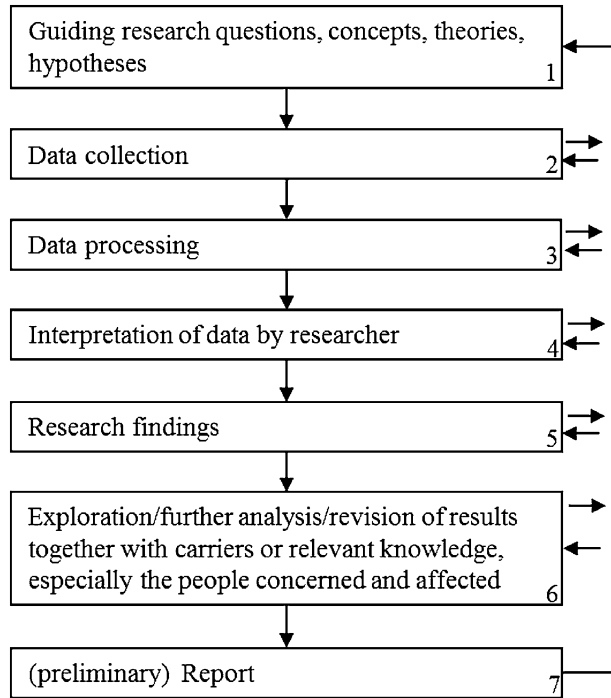 Guiding research questions, concepts, theories,
hypotheses
1
Data collection
2
Data processing
3
Interpretation of data by researcher
4
Research findings
5
Exploration/further analysis/revision of results
together with carriers or relevant knowledge,
especially the people concerned and affected
6
(preliminary) Report
7